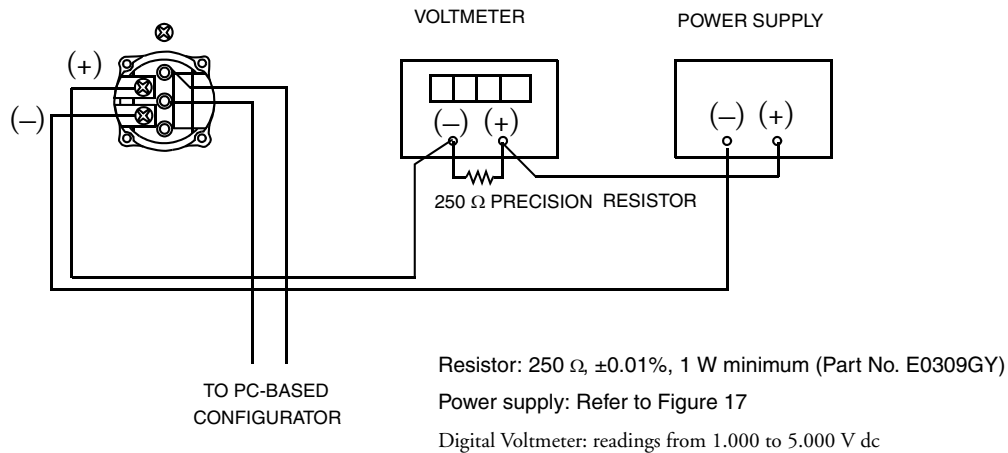 VOLTMETER
POWER SUPPLY
(+)
(–)
(–) (+)
(–) (+)
250 Ω PRECISION RESISTOR
TO PC-BASED
CONFIGURATOR
Resistor: 250 Ω, ±0.01%, 1 W minimum (Part No. E0309GY)
Power supply: Refer to Figure 17
Digital Voltmeter: readings from 1.000 to 5.000 V dc